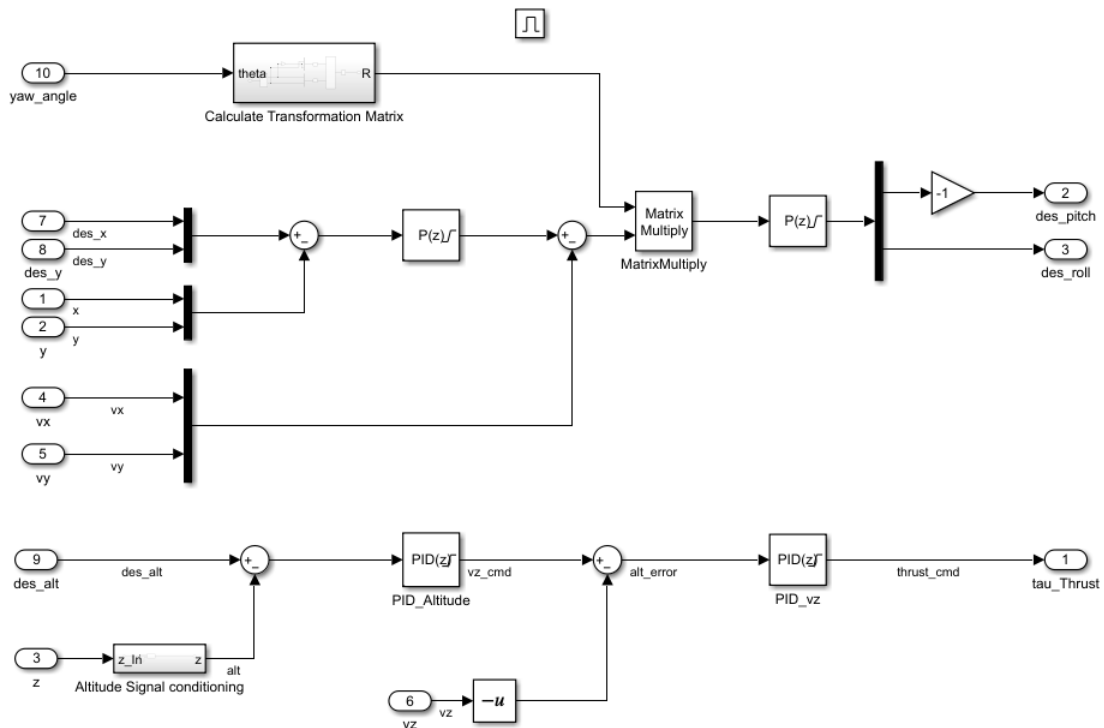 10
yaw_angle
theta
R
Calculate Transformation Matrix
7
des_x
8
des_y
des_y
1
x
2
y
y
+
−
P(z)
+
−
Matrix
Multiply
MatrixMultiply
P(z)
-1
2
des_pitch
3
des_roll
4
vx
vx
5
vy
vy
9
des_alt
des_alt
+
−
PID(z)
vz_cmd
PID_Altitude
+
−
alt_error
PID(z)
PID_vz
thrust_cmd
1
tau_Thrust
3
z
z_In
z
alt
Altitude Signal conditioning
6
vz
vz
-u